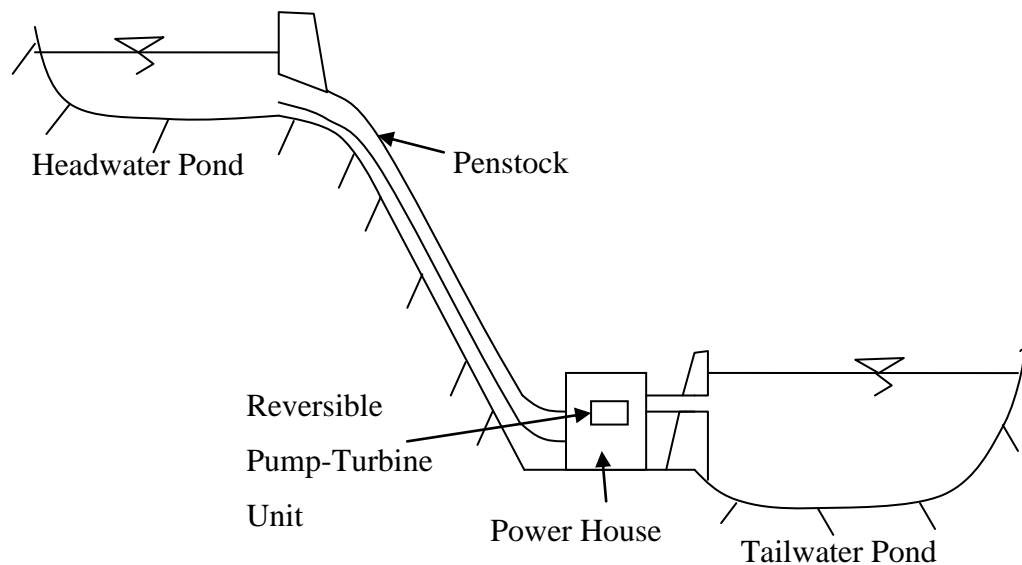 Headwater Pond
Penstock
Reversible
Pump-Turbine
Unit
Power House
Tailwater Pond